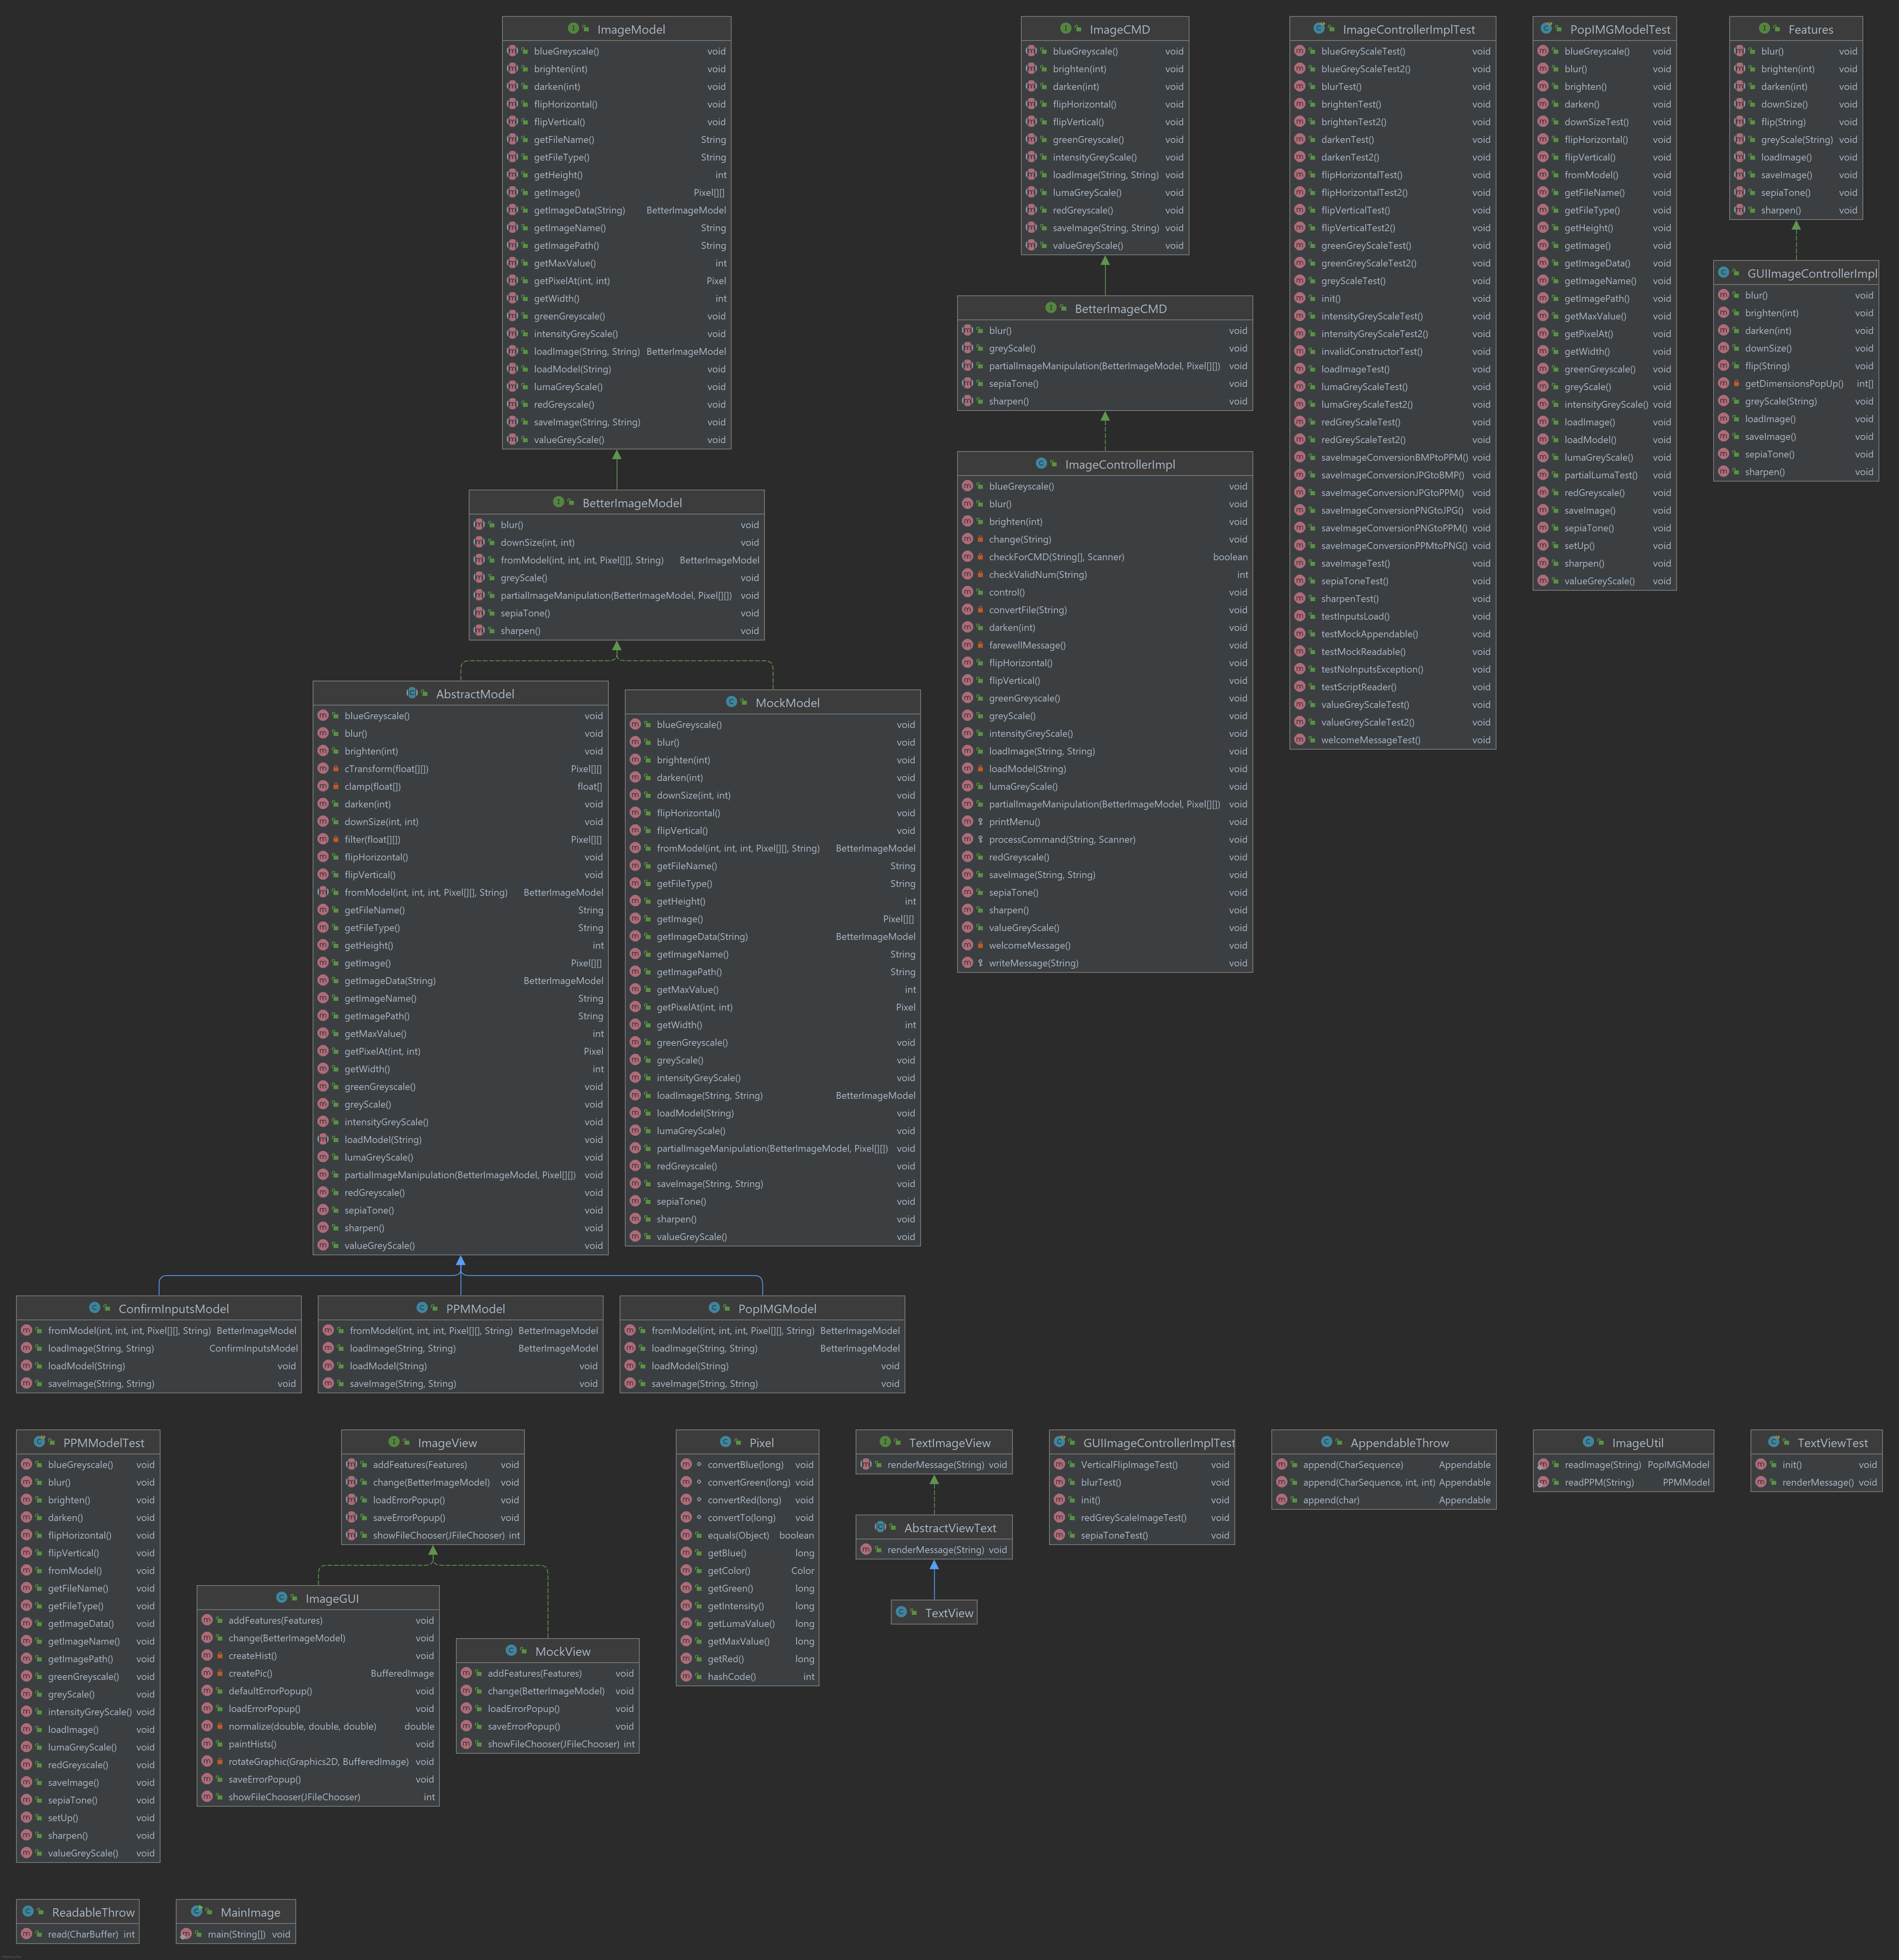 ImageModel
blueGreyscale() void
brighten(int) void
darken(int) void
flipHorizontal() void
flipVertical() void
getFileName() String
getFileType() String
getHeight() int
getImage() Pixel[][]
getImageData(String) BetterImageModel
getImageName() String
getImagePath() String
getMaxValue() int
getPixelAt(int, int) Pixel
getWidth() int
greenGreyscale() void
intensityGreyScale() void
loadImage(String, String) BetterImageModel
loadModel(String) void
lumaGreyScale() void
redGreyscale() void
saveImage(String, String) void
valueGreyScale() void
BetterImageModel
blur() void
downSize(int, int) void
fromModel(int, int, int, Pixel[][], String) BetterImageModel
greyScale() void
partialImageManipulation(BetterImageModel, Pixel[][]) void
sepiaTone() void
sharpen() void
AbstractModel
blueGreyscale() void
blur() void
brighten(int) void
cTransform(float[][]) Pixel[][]
clamp(float[]) float[]
darken(int) void
downSize(int, int) void
filter(float[][]) Pixel[][]
flipHorizontal() void
flipVertical() void
fromModel(int, int, int, Pixel[][], String) BetterImageModel
getFileName() String
getFileType() String
getHeight() int
getImage() Pixel[][]
getImageData(String) BetterImageModel
getImageName() String
getImagePath() String
getMaxValue() int
getPixelAt(int, int) Pixel
getWidth() int
greenGreyscale() void
greyScale() void
intensityGreyScale() void
loadModel(String) void
lumaGreyScale() void
partialImageManipulation(BetterImageModel, Pixel[][]) void
redGreyscale() void
sepiaTone() void
sharpen() void
valueGreyScale() void
MockModel
blueGreyscale() void
blur() void
brighten(int) void
darken(int) void
downSize(int, int) void
flipHorizontal() void
flipVertical() void
fromModel(int, int, int, Pixel[][], String) BetterImageModel
getFileName() String
getFileType() String
getHeight() int
getImage() Pixel[][]
getImageData(String) BetterImageModel
getImageName() String
getImagePath() String
getMaxValue() int
getPixelAt(int, int) Pixel
getWidth() int
greenGreyscale() void
greyScale() void
intensityGreyScale() void
loadImage(String, String) BetterImageModel
loadModel(String) void
lumaGreyScale() void
partialImageManipulation(BetterImageModel, Pixel[][]) void
redGreyscale() void
saveImage(String, String) void
sepiaTone() void
sharpen() void
valueGreyScale() void
ConfirmInputsModel
fromModel(int, int, int, Pixel[][], String) BetterImageModel
loadImage(String, String) ConfirmInputsModel
loadModel(String) void
saveImage(String, String) void
PPMModel
fromModel(int, int, int, Pixel[][], String) BetterImageModel
loadImage(String, String) BetterImageModel
loadModel(String) void
saveImage(String, String) void
PopIMGModel
fromModel(int, int, int, Pixel[][], String) BetterImageModel
loadImage(String, String) BetterImageModel
loadModel(String) void
saveImage(String, String) void
ImageCMD
blueGreyscale() void
brighten(int) void
darken(int) void
flipHorizontal() void
flipVertical() void
greenGreyscale() void
intensityGreyScale() void
loadImage(String, String) void
lumaGreyScale() void
redGreyscale() void
saveImage(String, String) void
valueGreyScale() void
BetterImageCMD
blur() void
greyScale() void
partialImageManipulation(BetterImageModel, Pixel[][]) void
sepiaTone() void
sharpen() void
ImageControllerImpl
blueGreyscale() void
blur() void
brighten(int) void
change(String) void
checkForCMD(String[], Scanner) boolean
checkValidNum(String) int
control() void
convertFile(String) void
darken(int) void
farewellMessage() void
flipHorizontal() void
flipVertical() void
greenGreyscale() void
greyScale() void
intensityGreyScale() void
loadImage(String, String) void
loadModel(String) void
lumaGreyScale() void
partialImageManipulation(BetterImageModel, Pixel[][]) void
printMenu() void
processCommand(String, Scanner) void
redGreyscale() void
saveImage(String, String) void
sepiaTone() void
sharpen() void
valueGreyScale() void
welcomeMessage() void
writeMessage(String) void
ImageControllerImplTest
blueGreyScaleTest() void
blueGreyScaleTest2() void
blurTest() void
brightenTest() void
brightenTest2() void
darkenTest() void
darkenTest2() void
flipHorizontalTest() void
flipHorizontalTest2() void
flipVerticalTest() void
flipVerticalTest2() void
greenGreyScaleTest() void
greenGreyScaleTest2() void
greyScaleTest() void
init() void
intensityGreyScaleTest() void
intensityGreyScaleTest2() void
invalidConstructorTest() void
loadImageTest() void
lumaGreyScaleTest() void
lumaGreyScaleTest2() void
redGreyScaleTest() void
redGreyScaleTest2() void
saveImageConversionBMPtoPPM() void
saveImageConversionJPGtoBMP() void
saveImageConversionJPGtoPPM() void
saveImageConversionPNGtoJPG() void
saveImageConversionPNGtoPPM() void
saveImageConversionPPMtoPNG() void
saveImageTest() void
sepiaToneTest() void
sharpenTest() void
testInputsLoad() void
testMockAppendable() void
testMockReadable() void
testNoInputsException() void
testScriptReader() void
valueGreyScaleTest() void
valueGreyScaleTest2() void
welcomeMessageTest() void
PopIMGModelTest
blueGreyscale() void
blur() void
brighten() void
darken() void
downSizeTest() void
flipHorizontal() void
flipVertical() void
fromModel() void
getFileName() void
getFileType() void
getHeight() void
getImage() void
getImageData() void
getImageName() void
getImagePath() void
getMaxValue() void
getPixelAt() void
getWidth() void
greenGreyscale() void
greyScale() void
intensityGreyScale() void
loadImage() void
loadModel() void
lumaGreyScale() void
partialLumaTest() void
redGreyscale() void
saveImage() void
sepiaTone() void
setUp() void
sharpen() void
valueGreyScale() void
Features
blur() void
brighten(int) void
darken(int) void
downSize() void
flip(String) void
greyScale(String) void
loadImage() void
saveImage() void
sepiaTone() void
sharpen() void
GUIImageControllerImpl
blur() void
brighten(int) void
darken(int) void
downSize() void
flip(String) void
getDimensionsPopUp() int[]
greyScale(String) void
loadImage() void
saveImage() void
sepiaTone() void
sharpen() void
PPMModelTest
blueGreyscale() void
blur() void
brighten() void
darken() void
flipHorizontal() void
flipVertical() void
fromModel() void
getFileName() void
getFileType() void
getImageData() void
getImageName() void
getImagePath() void
greenGreyscale() void
greyScale() void
intensityGreyScale() void
loadImage() void
lumaGreyScale() void
redGreyscale() void
saveImage() void
sepiaTone() void
setUp() void
sharpen() void
valueGreyScale() void
ImageView
addFeatures(Features) void
change(BetterImageModel) void
loadErrorPopup() void
saveErrorPopup() void
showFileChooser(JFileChooser) int
ImageGUI
addFeatures(Features) void
change(BetterImageModel) void
createHist() void
createPic() BufferedImage
defaultErrorPopup() void
loadErrorPopup() void
normalize(double, double, double) double
paintHists() void
rotateGraphic(Graphics2D, BufferedImage) void
saveErrorPopup() void
showFileChooser(JFileChooser) int
MockView
addFeatures(Features) void
change(BetterImageModel) void
loadErrorPopup() void
saveErrorPopup() void
showFileChooser(JFileChooser) int
Pixel
convertBlue(long) void
convertGreen(long) void
convertRed(long) void
convertTo(long) void
equals(Object) boolean
getBlue() long
getColor() Color
getGreen() long
getIntensity() long
getLumaValue() long
getMaxValue() long
getRed() long
hashCode() int
TextImageView
renderMessage(String) void
AbstractViewText
renderMessage(String) void
TextView
GUIImageControllerImplTest
VerticalFlipImageTest() void
blurTest() void
init() void
redGreyScaleImageTest() void
sepiaToneTest() void
AppendableThrow
append(CharSequence) Appendable
append(CharSequence, int, int) Appendable
append(char) Appendable
ImageUtil
readImage(String) PopIMGModel
readPPM(String) PPMModel
TextViewTest
init() void
renderMessage() void
ReadableThrow
read(CharBuffer) int
MainImage
main(String[]) void